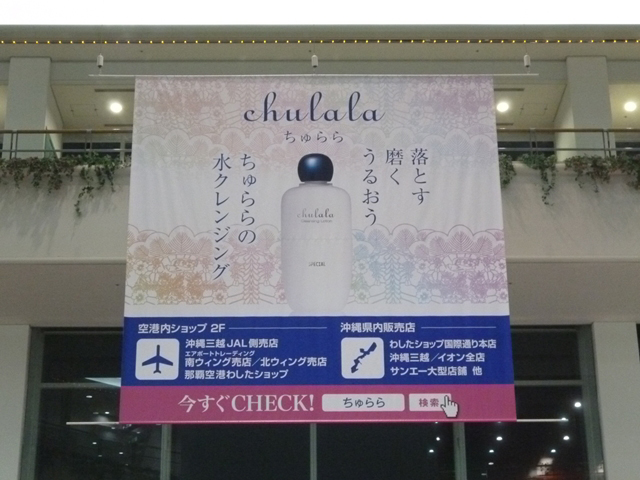 chulala
ちゅらら
落とす
磨く
うるおう
ちゅららの
水クレンジング
chulala
空港内ショップ 2F
沖縄三越JAL側売店
エアポートトレーディング
南ウィング売店／北ウィング売店
那覇空港わしたショップ
沖縄県内販売店
わしたショップ国際通り本店
沖縄三越／イオン全店
サンエー大型店舗 他
今すぐCHECK!
ちゅらら
検索